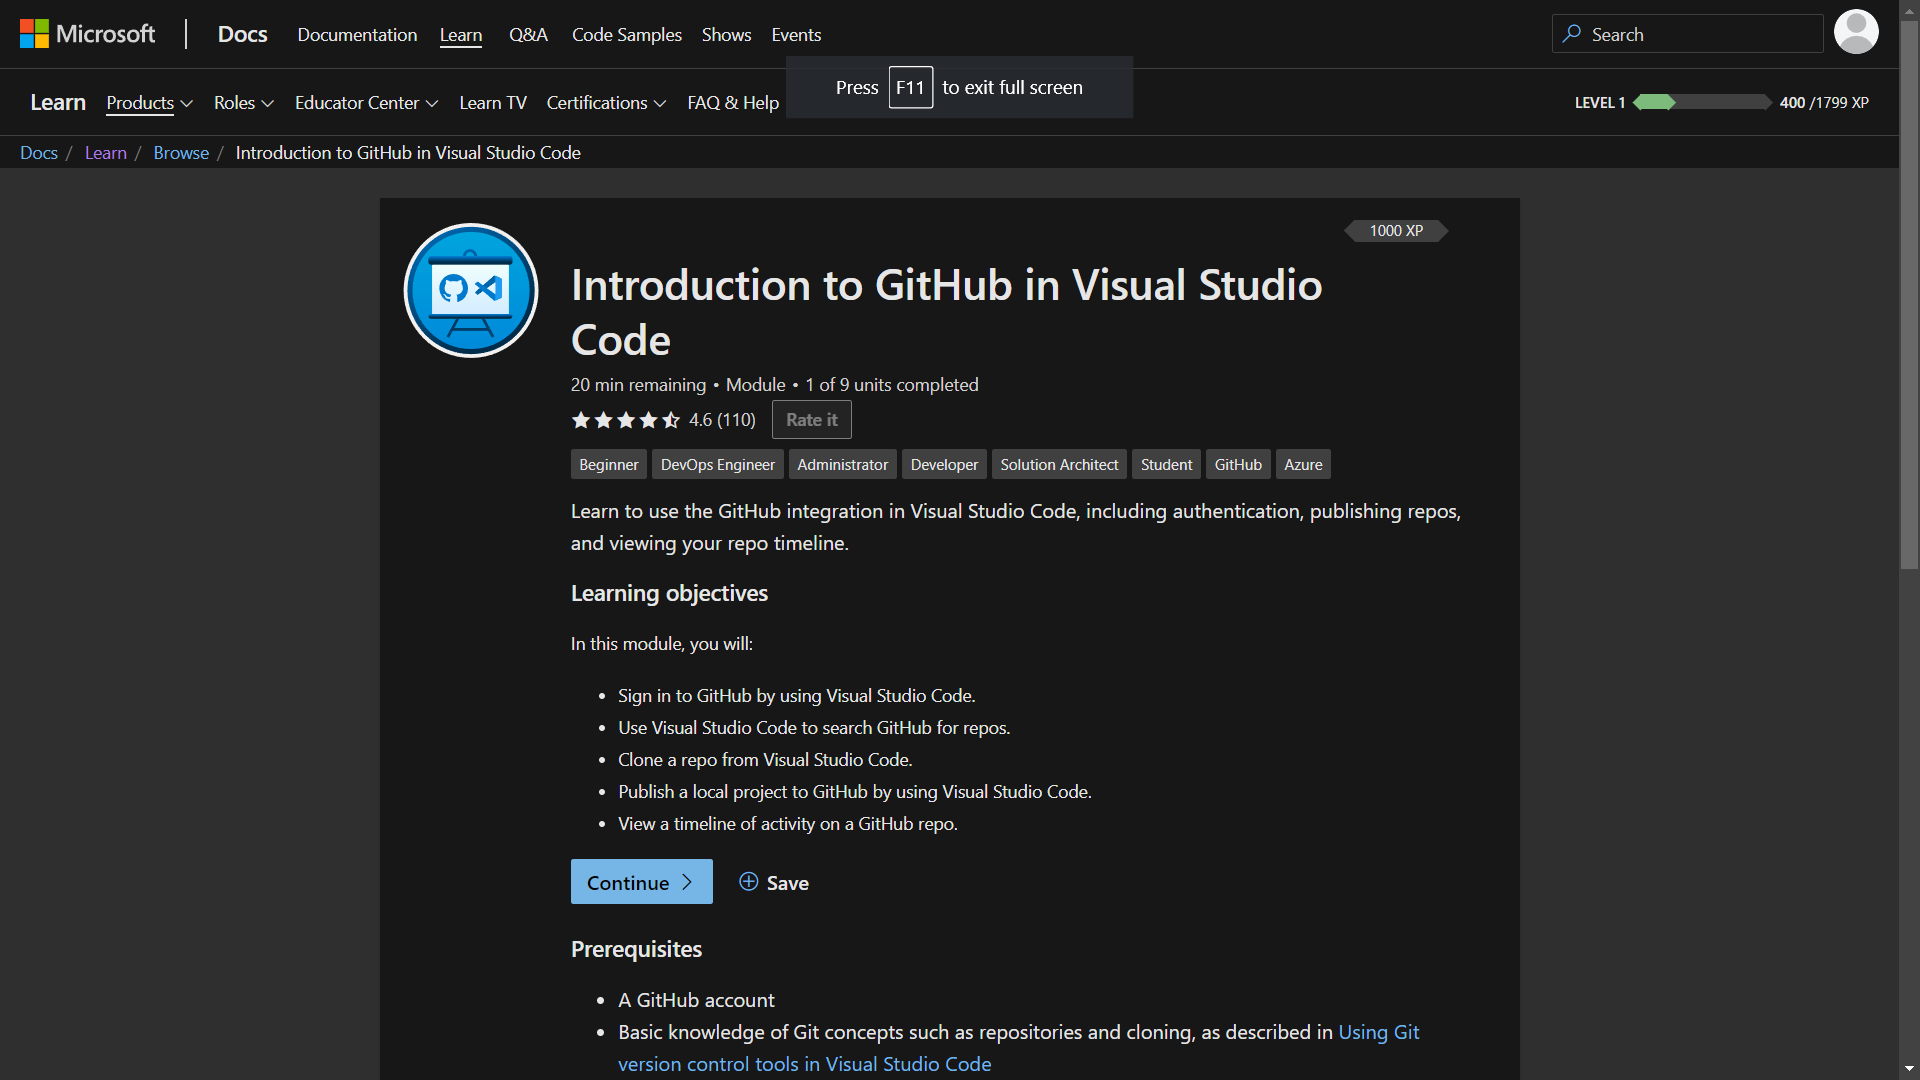 Microsoft
Docs
Documentation
Learn
Q&A
Code Samples
Shows
Events
Search
Press F11 to exit full screen
Learn
Products
Roles
Educator Center
Learn TV
Certifications
FAQ & Help
LEVEL 1
400 /1799 XP
Docs / Learn / Browse / Introduction to GitHub in Visual Studio Code
1000 XP
Introduction to GitHub in Visual Studio
Code
20 min remaining • Module • 1 of 9 units completed
4.6 (110)
Rate it
Beginner
DevOps Engineer
Administrator
Developer
Solution Architect
Student
GitHub
Azure
Learn to use the GitHub integration in Visual Studio Code, including authentication, publishing repos,
and viewing your repo timeline.
Learning objectives
In this module, you will:
• Sign in to GitHub by using Visual Studio Code.
• Use Visual Studio Code to search GitHub for repos.
• Clone a repo from Visual Studio Code.
• Publish a local project to GitHub by using Visual Studio Code.
• View a timeline of activity on a GitHub repo.
Continue
Save
Prerequisites
• A GitHub account
• Basic knowledge of Git concepts such as repositories and cloning, as described in Using Git
version control tools in Visual Studio Code